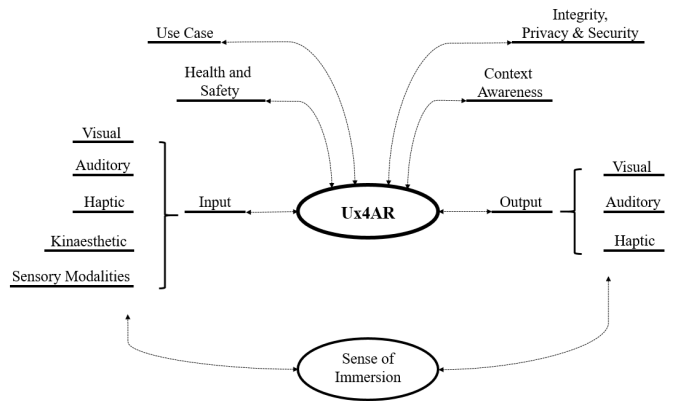 Use Case
Integrity,
Privacy & Security
Health and
Safety
Context
Awareness
Visual
Auditory
Haptic
Kinaesthetic
Sensory Modalities
Input
Ux4AR
Output
Visual
Auditory
Haptic
Sense of
Immersion